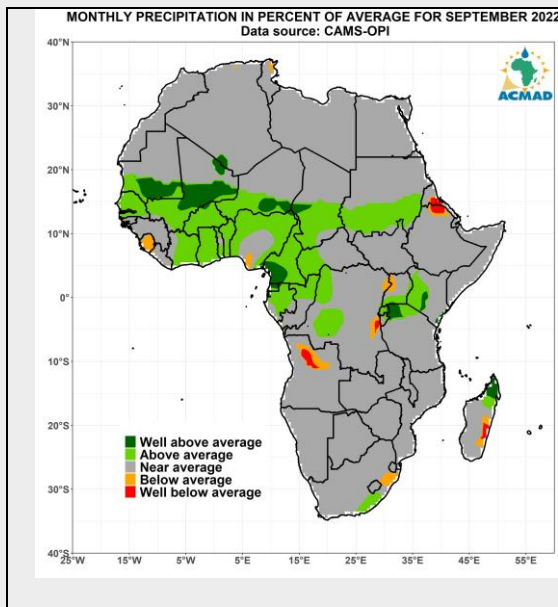 MONTHLY PRECIPITATION IN PERCENT OF AVERAGE FOR SEPTEMBER 2022
Data source: CAMS-OPI
ACMAD
40°N
30°N
20°N
10°N
0°
10°S
20°S
30°S
40°S
Well above average
Above average
Near average
Below average
Well below average
25°W 15°W 5°W 5°E 15°E 25°E 35°E 45°E 55°E